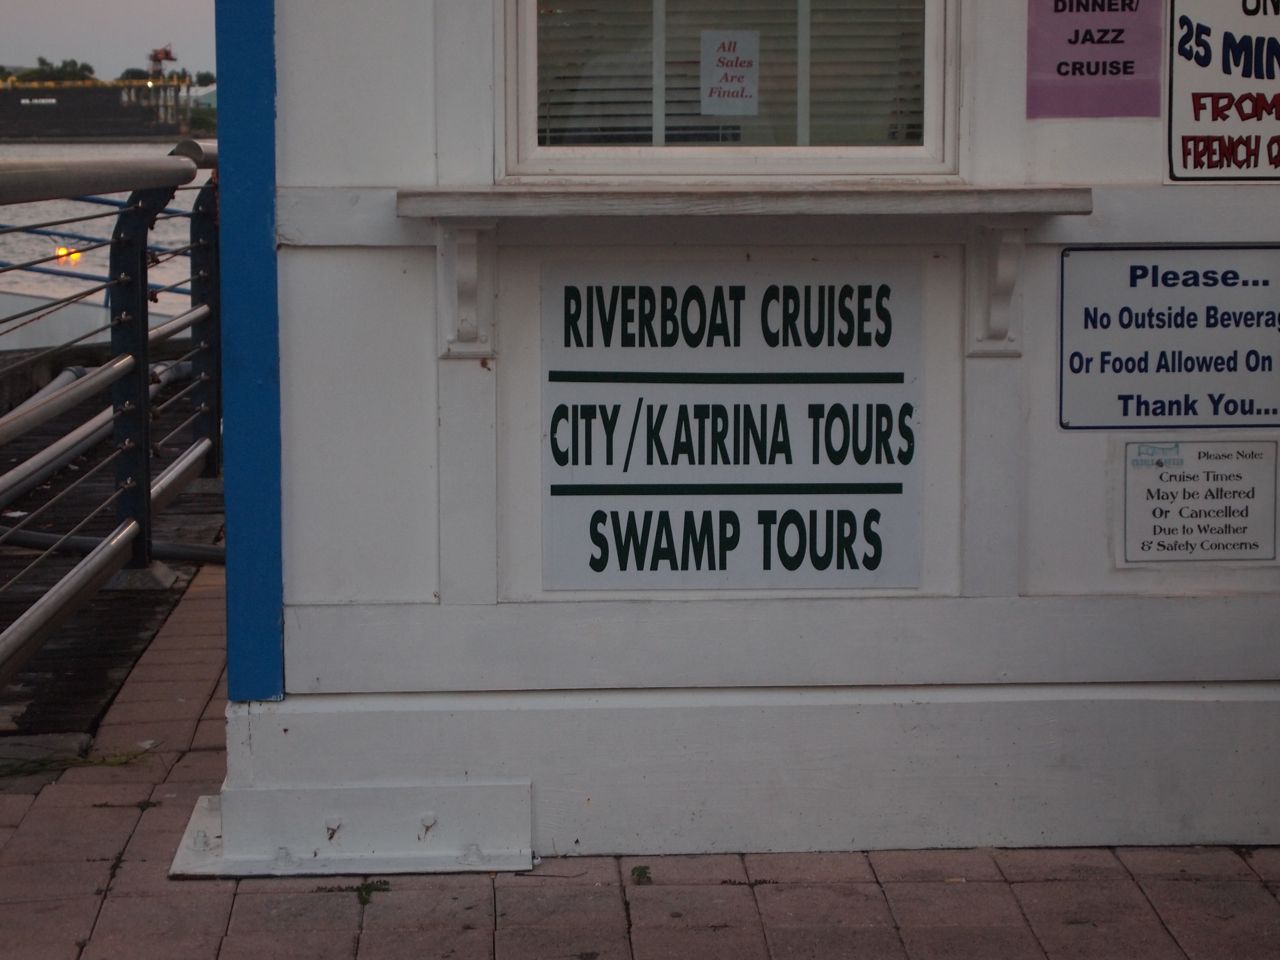 All
Sales
Are
Final..
DINNER/
JAZZ
CRUISE
25 MIN
FROM
FRENCH
RIVERBOAT CRUISES
CITY/KATRINA TOURS
SWAMP TOURS
Please...
No Outside Beverag
Or Food Allowed On
Thank You...
Please Note:
Cruise Times
May be Altered
Or Cancelled
Due to Weather
& Safety Concerns